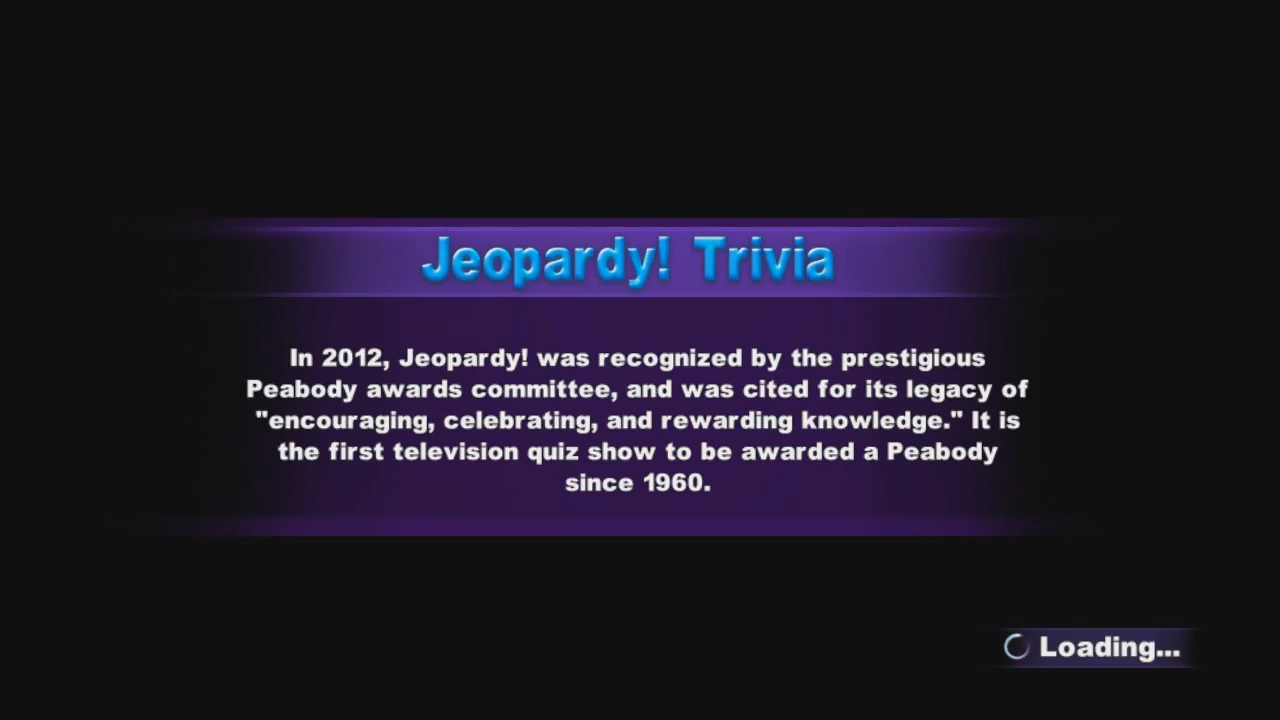 Jeopardy! Trivia
In 2012, Jeopardy! was recognized by the prestigious
Peabody awards committee, and was cited for its legacy of
"encouraging, celebrating, and rewarding knowledge." It is
the first television quiz show to be awarded a Peabody
since 1960.
Loading...